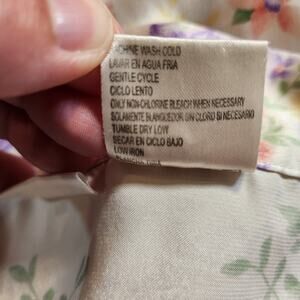 MACHINE WASH COLD
LAVAR EN AGUA FRIA
GENTLE CYCLE
CICLO LENTO
ONLY NON-CHLORINE BLEACH WHEN NECESSARY
SOLAMENTE BLANQUEADOR SIN CLORO SI NECESARIO
TUMBLE DRY LOW
SECAR EN CICLO BAJO
LOW IRON